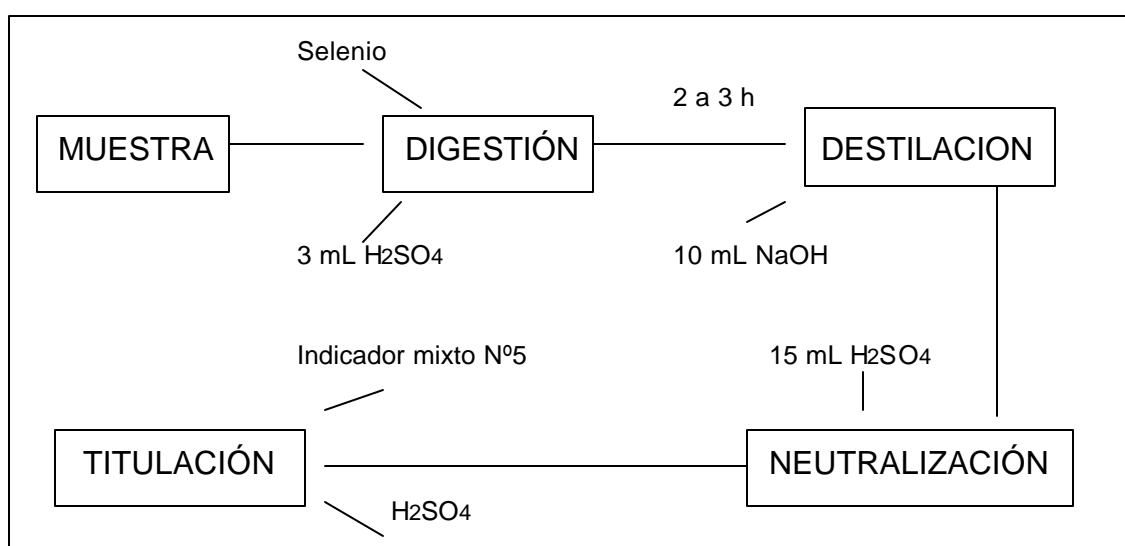 Selenio
2 a 3 h
MUESTRA
DIGESTIÓN
DESTILACION
3 mL H2SO4
10 mL NaOH
Indicador mixto Nº5
15 mL H2SO4
TITULACIÓN
NEUTRALIZACIÓN
H2SO4